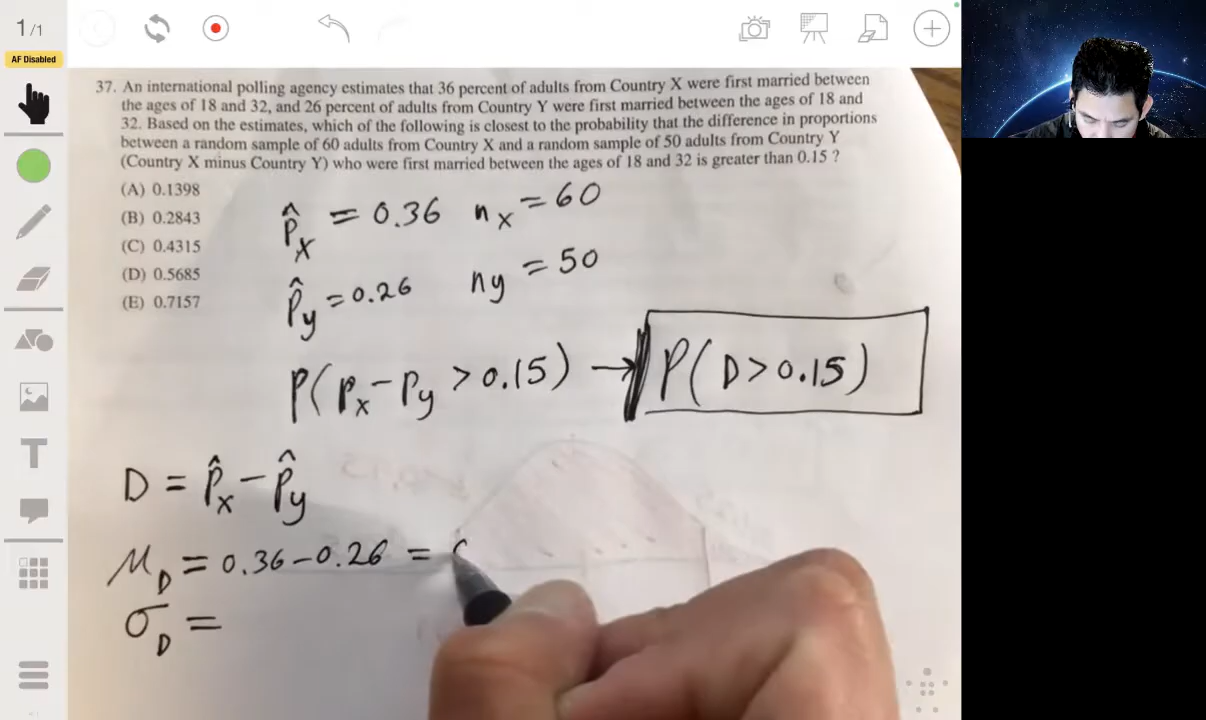 1/1
AF Disabled
T
37. An international polling agency estimates that 36 percent of adults from Country X were first married between
the ages of 18 and 32, and 26 percent of adults from Country Y were first married between the ages of 18 and
32. Based on the estimates, which of the following is closest to the probability that the difference in proportions
between a random sample of 60 adults from Country X and a random sample of 50 adults from Country Y
(Country X minus Country Y) who were first married between the ages of 18 and 32 is greater than 0.15 ?
(A) 0.1398
(B) 0.2843
(C) 0.4315
(D) 0.5685
(E) 0.7157
p̂x = 0.36 nx = 60
p̂y = 0.26 ny = 50
P(px - py > 0.15) → P(D > 0.15)
D = p̂x - p̂y
μD = 0.36 - 0.26 =
σD =